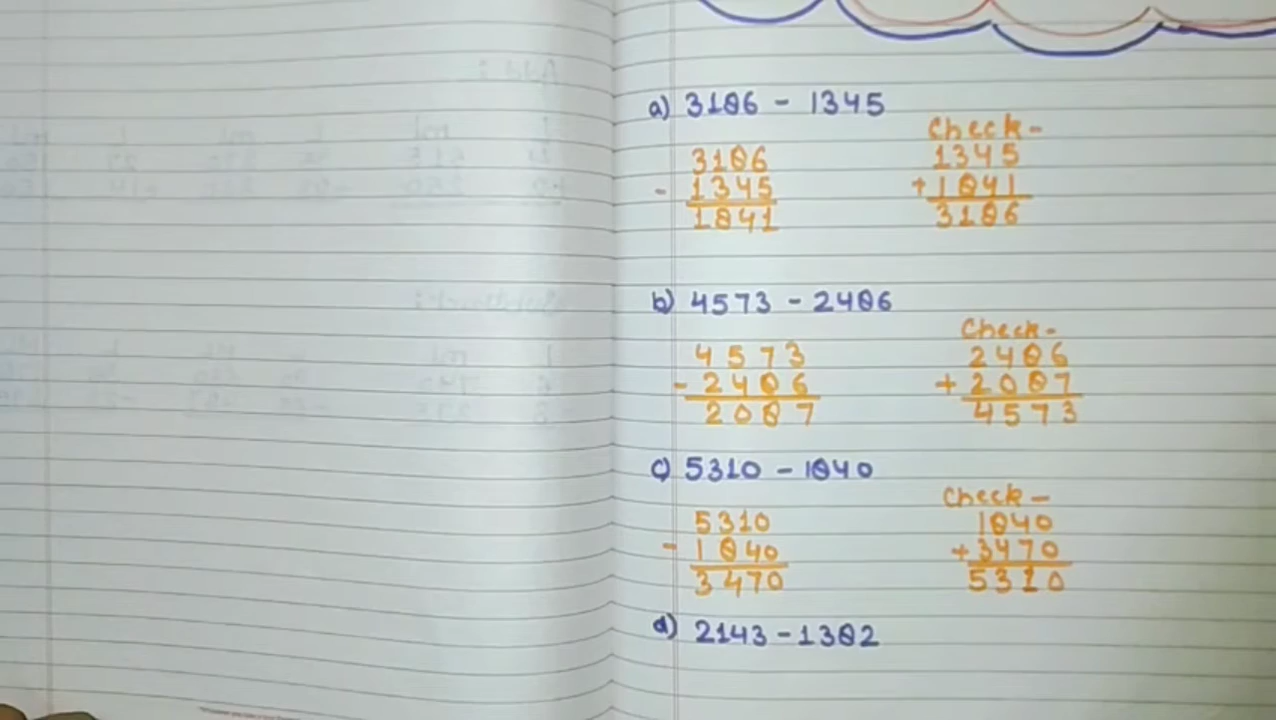 a) 3186 - 1345
Check-
3186
- 1345
1841
1345
+ 1841
3186
b) 4573 - 2486
Check-
4573
- 2486
2087
2486
+ 2087
4573
c) 5310 - 1840
Check-
5310
- 1840
3470
1840
+ 3470
5310
d) 2143 - 1382